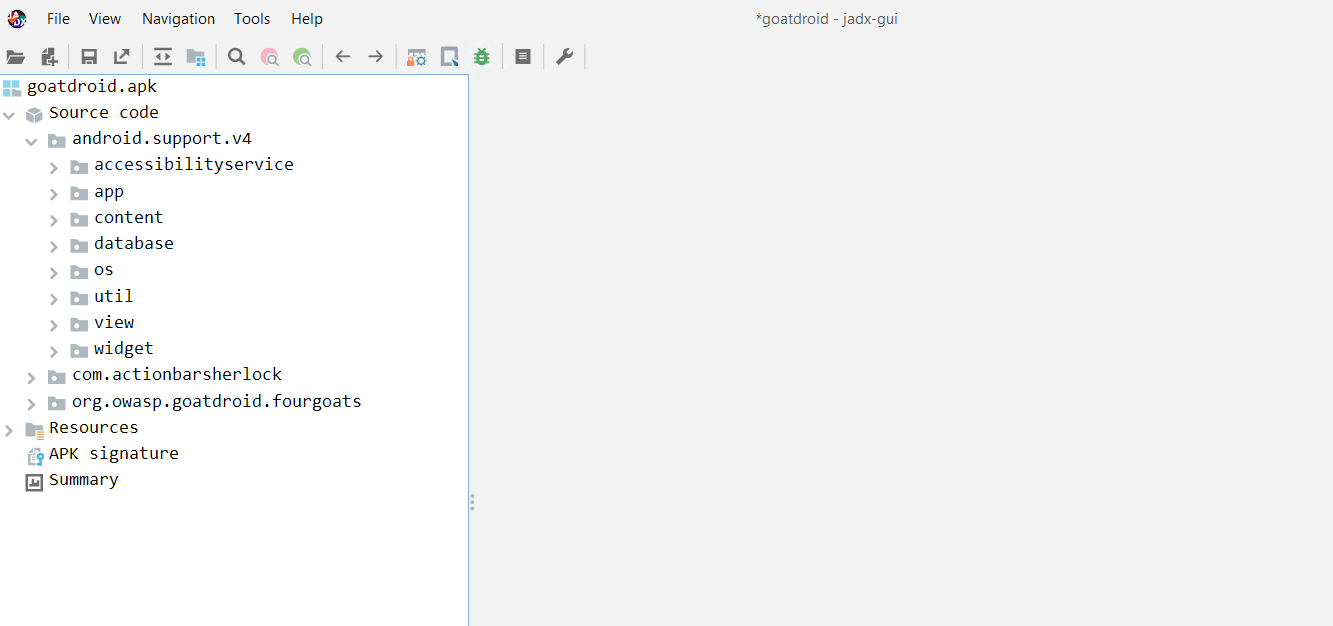 File View Navigation Tools Help *goatdroid - jadx-gui
goatdroid.apk
Source code
android.support.v4
accessibilityservice
app
content
database
os
util
view
widget
com.actionbarsherlock
org.owasp.goatdroid.fourgoats
Resources
APK signature
Summary